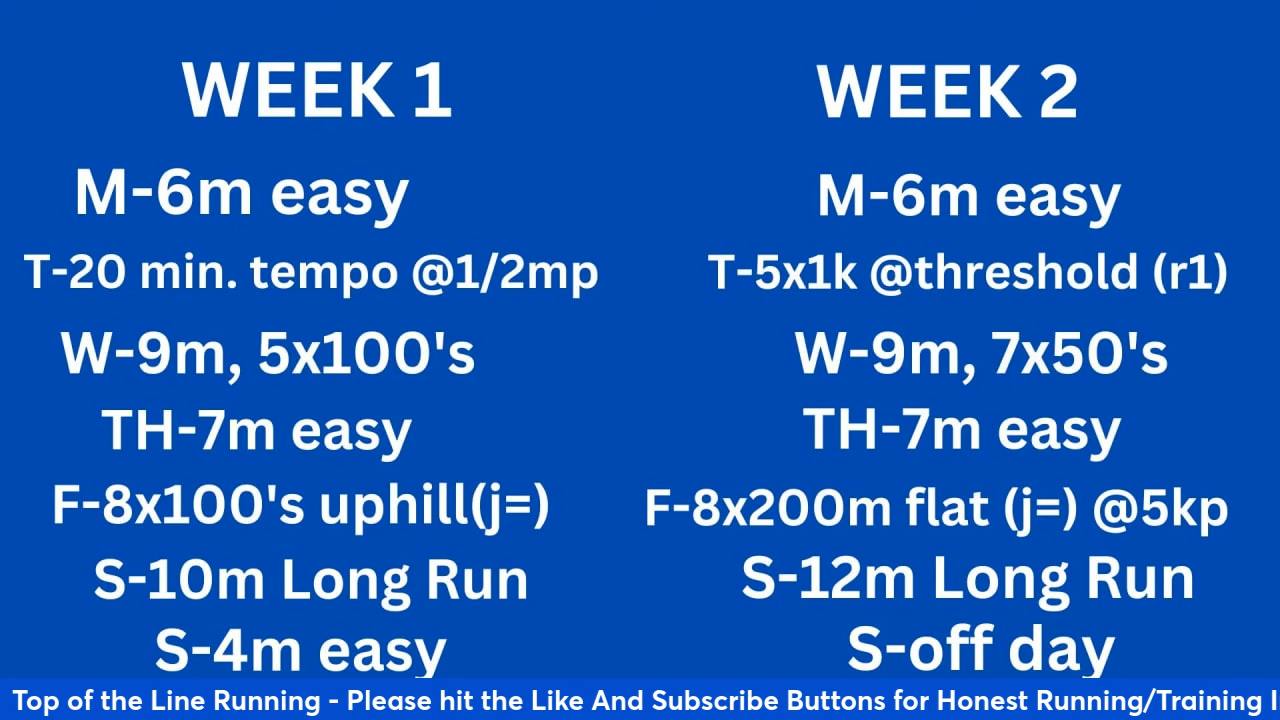 WEEK 1
M-6m easy
T-20 min. tempo @1/2mp
W-9m, 5x100's
TH-7m easy
F-8x100's uphill(j=)
S-10m Long Run
S-4m easy
WEEK 2
M-6m easy
T-5x1k @threshold (r1)
W-9m, 7x50's
TH-7m easy
F-8x200m flat (j=) @5kp
S-12m Long Run
S-off day
Top of the Line Running - Please hit the Like And Subscribe Buttons for Honest Running/Training